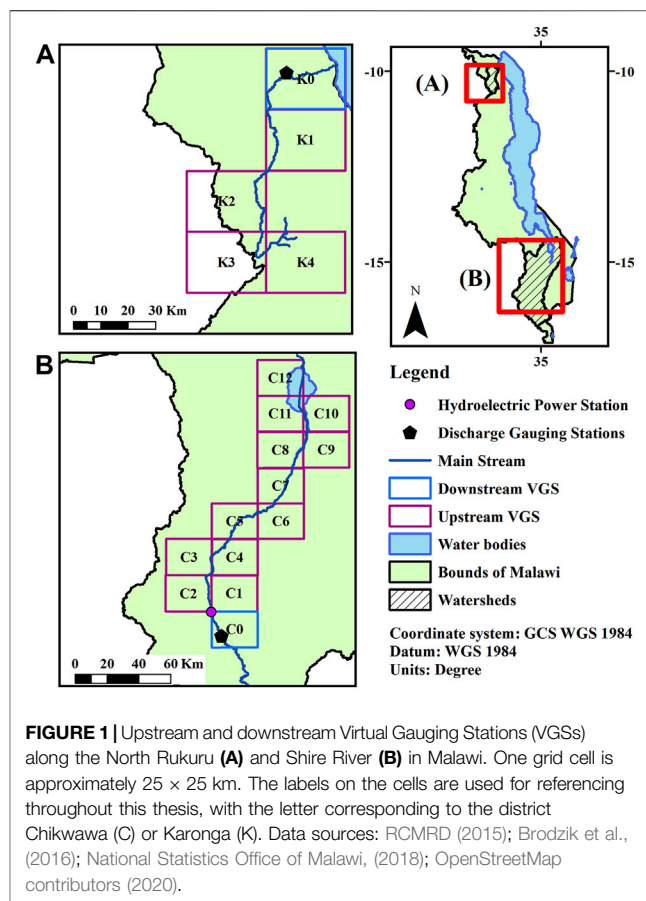 A
K0
K1
K2
K3
K4
0 10 20 30 Km
B
C12
C11
C10
C8
C9
C7
C5
C6
C3
C4
C2
C1
C0
0 20 40 60 Km
35
-10
(A)
-15
(B)
N
35
Legend
Hydroelectric Power Station
Discharge Gauging Stations
Main Stream
Downstream VGS
Upstream VGS
Water bodies
Bounds of Malawi
Watersheds
Coordinate system: GCS WGS 1984
Datum: WGS 1984
Units: Degree
FIGURE 1 | Upstream and downstream Virtual Gauging Stations (VGSs)
along the North Rukuru (A) and Shire River (B) in Malawi. One grid cell is
approximately 25 × 25 km. The labels on the cells are used for referencing
throughout this thesis, with the letter corresponding to the district
Chikwawa (C) or Karonga (K). Data sources: RCMRD (2015); Brodzik et al.,
(2016); National Statistics Office of Malawi, (2018); OpenStreetMap
contributors (2020).